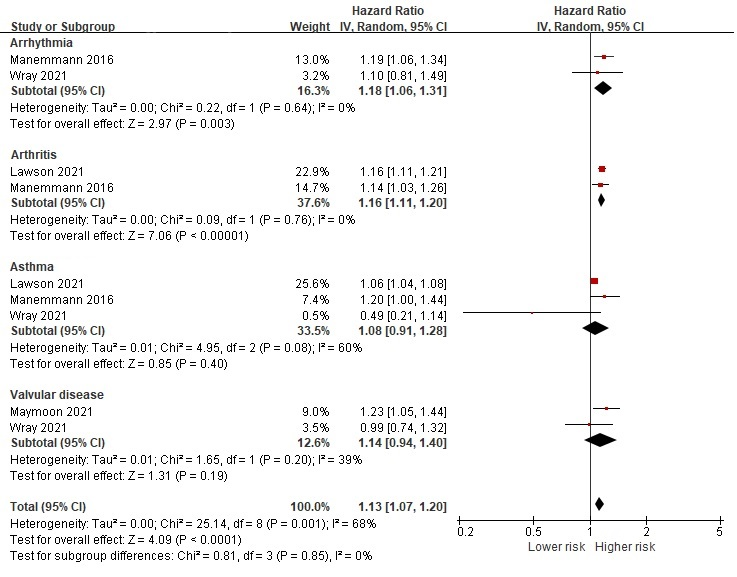 Hazard Ratio Hazard Ratio
Study or Subgroup Weight IV, Random, 95% CI IV, Random, 95% CI
Arrhythmia
Manemmann 2016 13.0% 1.19 [1.06, 1.34]
Wray 2021 3.2% 1.10 [0.81, 1.49]
Subtotal (95% CI) 16.3% 1.18 [1.06, 1.31]
Heterogeneity: Tau² = 0.00; Chi² = 0.22, df = 1 (P = 0.64); I² = 0%
Test for overall effect: Z = 2.97 (P = 0.003)
Arthritis
Lawson 2021 22.9% 1.16 [1.11, 1.21]
Manemmann 2016 14.7% 1.14 [1.03, 1.26]
Subtotal (95% CI) 37.6% 1.16 [1.11, 1.20]
Heterogeneity: Tau² = 0.00; Chi² = 0.09, df = 1 (P = 0.76); I² = 0%
Test for overall effect: Z = 7.06 (P < 0.00001)
Asthma
Lawson 2021 25.6% 1.06 [1.04, 1.08]
Manemmann 2016 7.4% 1.20 [1.00, 1.44]
Wray 2021 0.5% 0.49 [0.21, 1.14]
Subtotal (95% CI) 33.5% 1.08 [0.91, 1.28]
Heterogeneity: Tau² = 0.01; Chi² = 4.95, df = 2 (P = 0.08); I² = 60%
Test for overall effect: Z = 0.85 (P = 0.40)
Valvular disease
Maymoon 2021 9.0% 1.23 [1.05, 1.44]
Wray 2021 3.5% 0.99 [0.74, 1.32]
Subtotal (95% CI) 12.6% 1.14 [0.94, 1.40]
Heterogeneity: Tau² = 0.01; Chi² = 1.65, df = 1 (P = 0.20); I² = 39%
Test for overall effect: Z = 1.31 (P = 0.19)
Total (95% CI) 100.0% 1.13 [1.07, 1.20]
Heterogeneity: Tau² = 0.00; Chi² = 25.14, df = 8 (P = 0.001); I² = 68%
Test for overall effect: Z = 4.09 (P < 0.0001)
Test for subgroup differences: Chi² = 0.81, df = 3 (P = 0.85), I² = 0%
0.2 0.5 1 2 5
Lower risk Higher risk